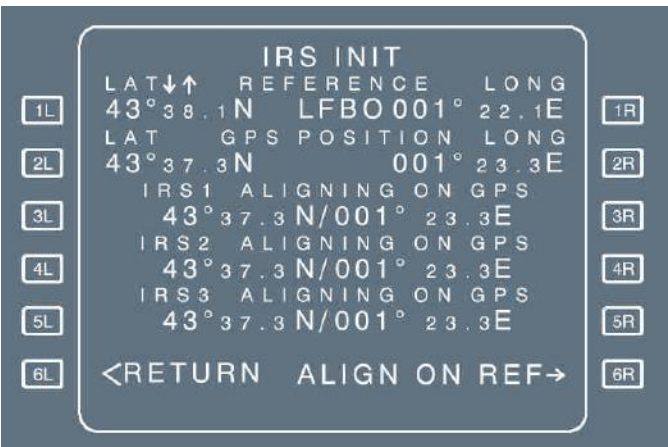 IRS INIT
LAT↓↑ REFERENCE LONG
1L 43°38.1N LFBO 001° 22.1E 1R
LAT GPS POSITION LONG
2L 43°37.3N 001° 23.3E 2R
IRS1 ALIGNING ON GPS
3L 43°37.3N/001° 23.3E 3R
IRS2 ALIGNING ON GPS
4L 43°37.3N/001° 23.3E 4R
IRS3 ALIGNING ON GPS
5L 43°37.3N/001° 23.3E 5R
6L <RETURN ALIGN ON REF→ 6R